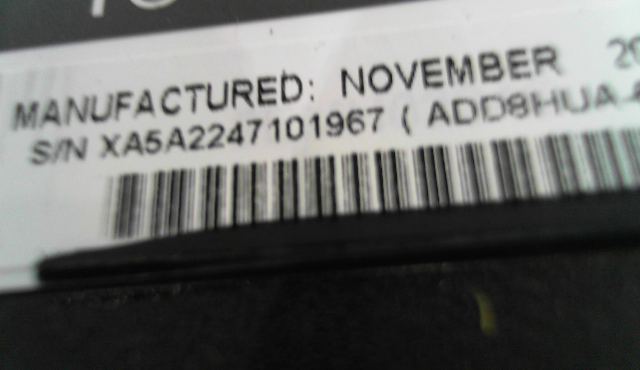 MANUFACTURED: NOVEMBER
S/N XA5A2247101967 ( ADD8HUA